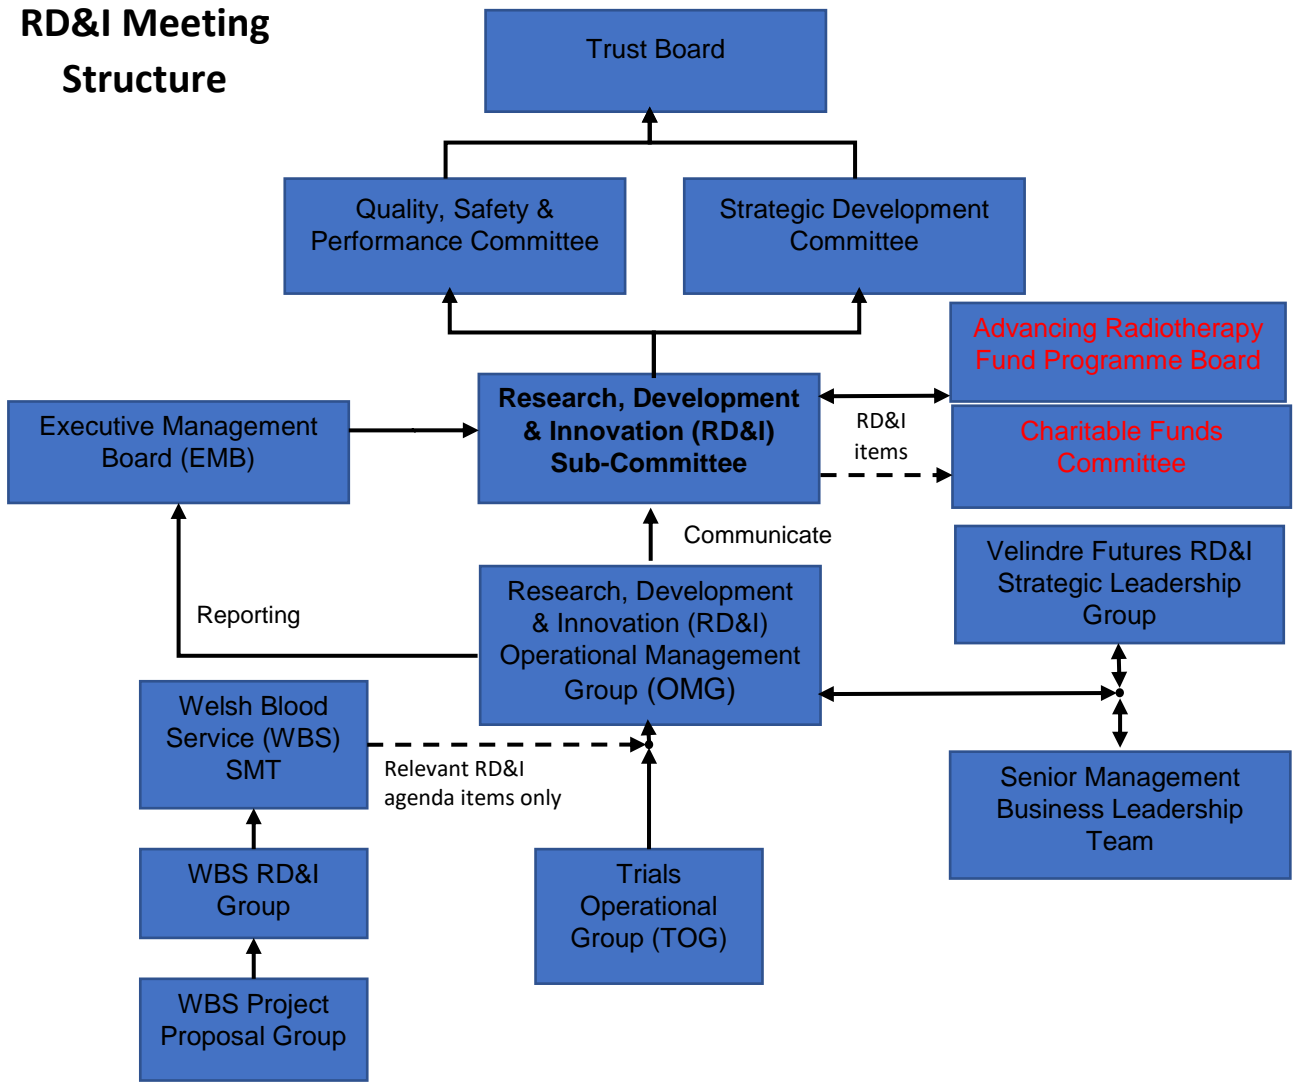 RD&I Meeting
Structure
Trust Board
Quality, Safety &
Performance Committee
Strategic Development
Committee
Advancing Radiotherapy
Fund Programme Board
Research, Development
& Innovation (RD&I)
Sub-Committee
RD&I
items
Charitable Funds
Committee
Executive Management
Board (EMB)
Communicate
Velindre Futures RD&I
Strategic Leadership
Group
Reporting
Research, Development
& Innovation (RD&I)
Operational Management
Group (OMG)
Welsh Blood
Service (WBS)
SMT
Relevant RD&I
agenda items only
Senior Management
Business Leadership
Team
WBS RD&I
Group
Trials
Operational
Group (TOG)
WBS Project
Proposal Group